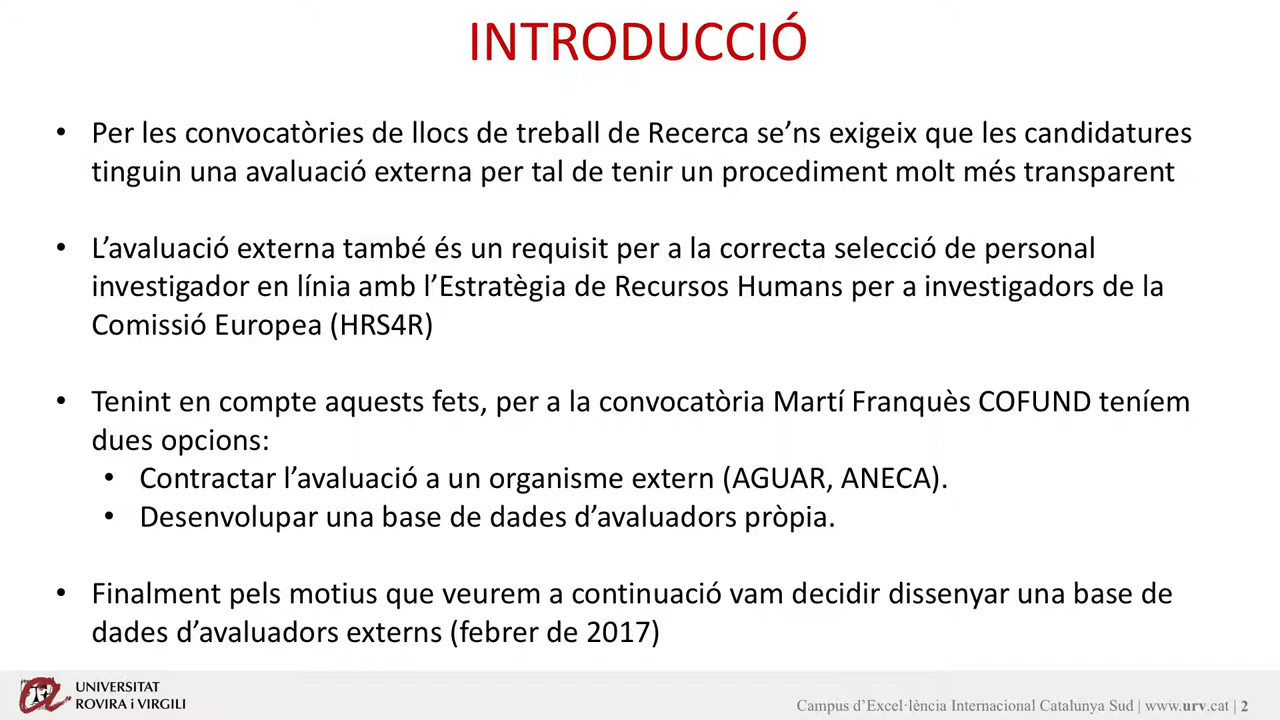 INTRODUCCIÓ
• Per les convocatòries de llocs de treball de Recerca se’ns exigeix que les candidatures
tinguin una avaluació externa per tal de tenir un procediment molt més transparent
• L’avaluació externa també és un requisit per a la correcta selecció de personal
investigador en línia amb l’Estratègia de Recursos Humans per a investigadors de la
Comissió Europea (HRS4R)
• Tenint en compte aquests fets, per a la convocatòria Martí Franquès COFUND teníem
dues opcions:
• Contractar l’avaluació a un organisme extern (AGUAR, ANECA).
• Desenvolupar una base de dades d’avaluadors pròpia.
• Finalment pels motius que veurem a continuació vam decidir dissenyar una base de
dades d’avaluadors externs (febrer de 2017)
UNIVERSITAT
ROVIRA i VIRGILI
Campus d’Excel·lència Internacional Catalunya Sud | www.urv.cat | 2